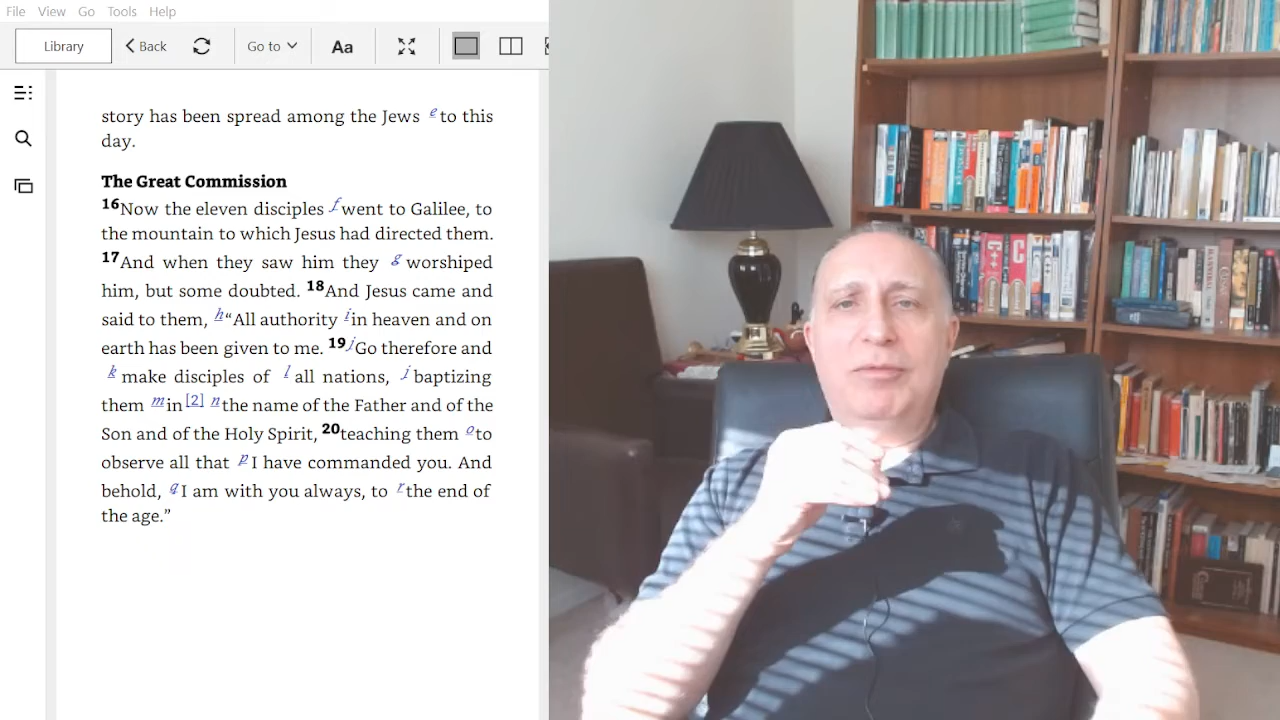 File View Go Tools Help
Library Back Go to Aa
story has been spread among the Jews e to this
day.
The Great Commission
16Now the eleven disciples f went to Galilee, to
the mountain to which Jesus had directed them.
17And when they saw him they g worshiped
him, but some doubted. 18And Jesus came and
said to them, h“All authority i in heaven and on
earth has been given to me. 19 j Go therefore and
k make disciples of l all nations, j baptizing
them m in[2] n the name of the Father and of the
Son and of the Holy Spirit, 20teaching them o to
observe all that p I have commanded you. And
behold, q I am with you always, to r the end of
the age.”
C++
C